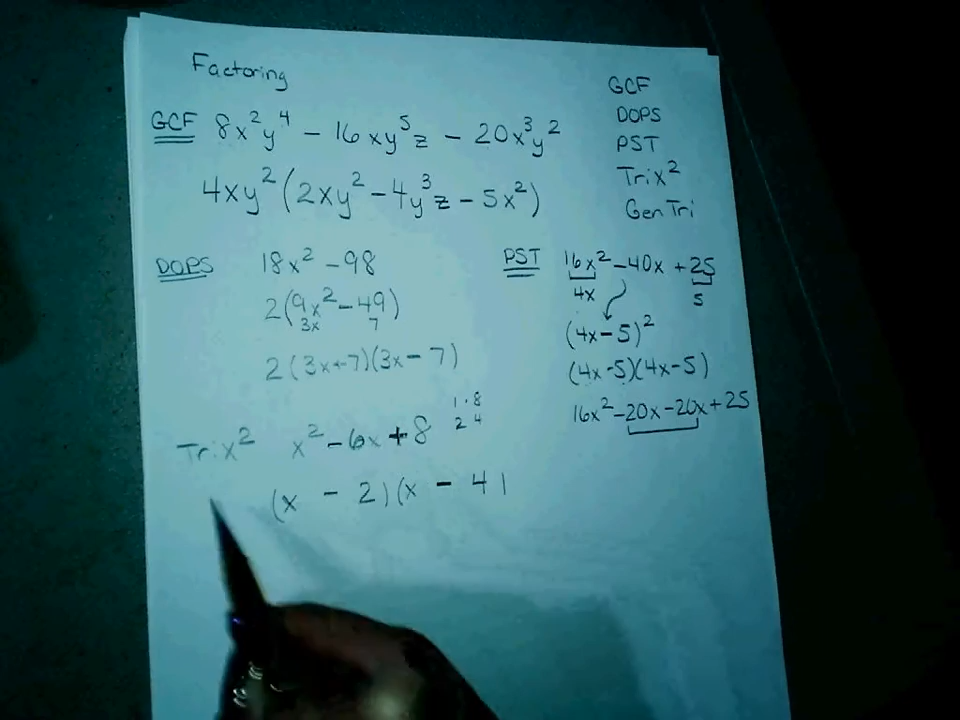 Factoring
GCF 8x²y⁴ - 16xy⁵z - 20x³y²
4xy²(2xy² - 4y³z - 5x²)
GCF
DOPS
PST
Trix²
GenTri
DOPS 18x² - 98
2(9x² - 49)
3x 7
2(3x+7)(3x-7)
PST 16x² - 40x + 25
4x 5
(4x-5)²
(4x-5)(4x-5)
16x² - 20x - 20x + 25
Trix² x² - 6x + 8
1·8
2 4
(x - 2)(x - 4)